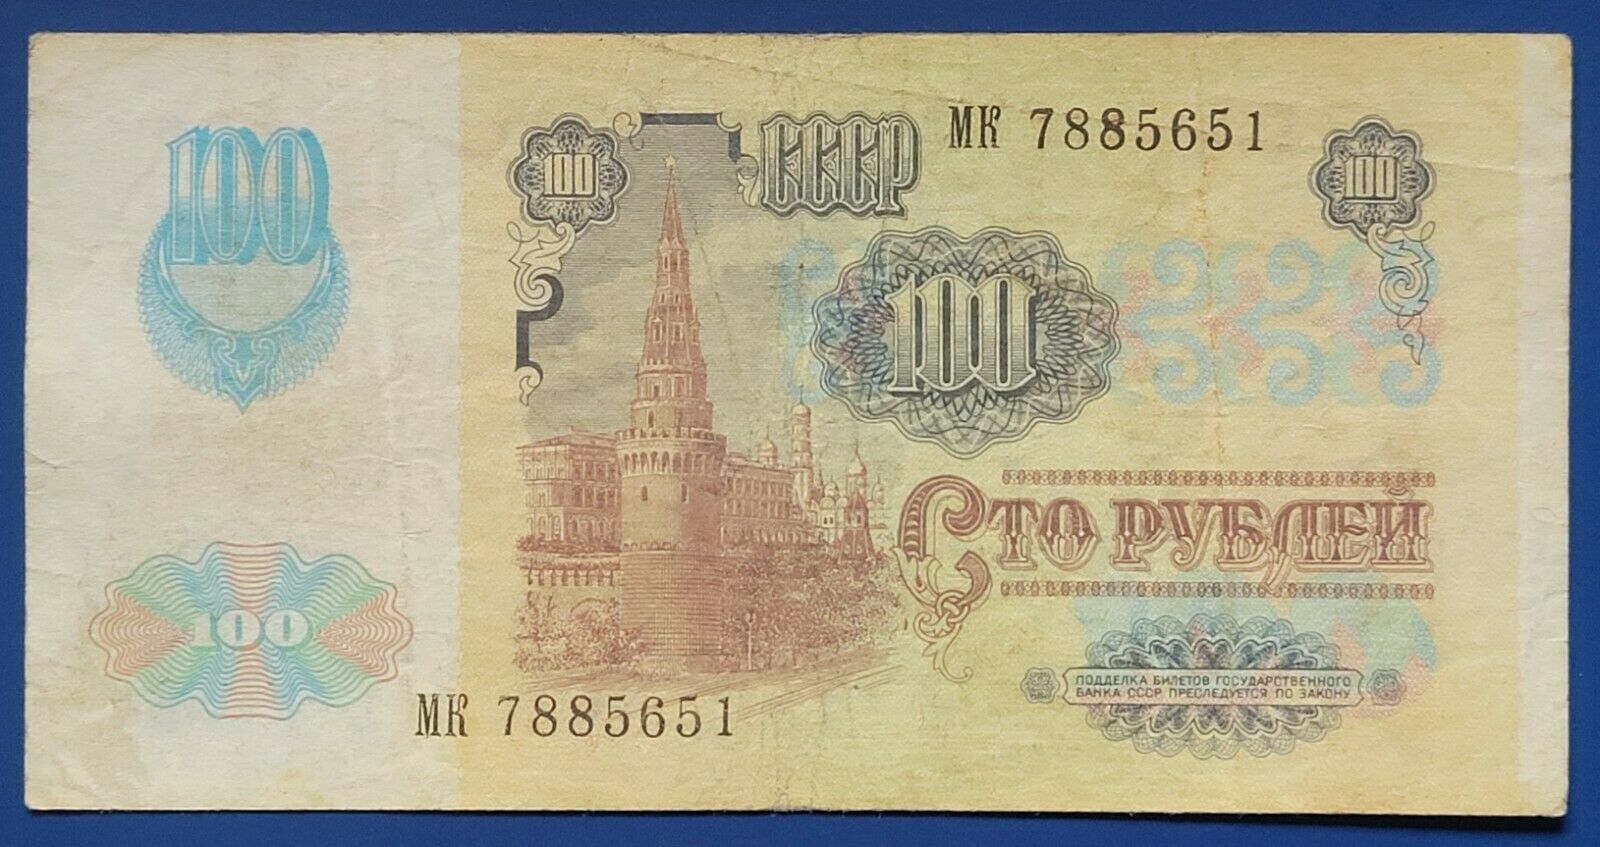 100
100
СССР
МК 7885651
100
100
СТО РУБЛЕЙ
100
ПОДДЕЛКА БИЛЕТОВ ГОСУДАРСТВЕННОГО
БАНКА СССР ПРЕСЛЕДУЕТСЯ ПО ЗАКОНУ
МК 7885651